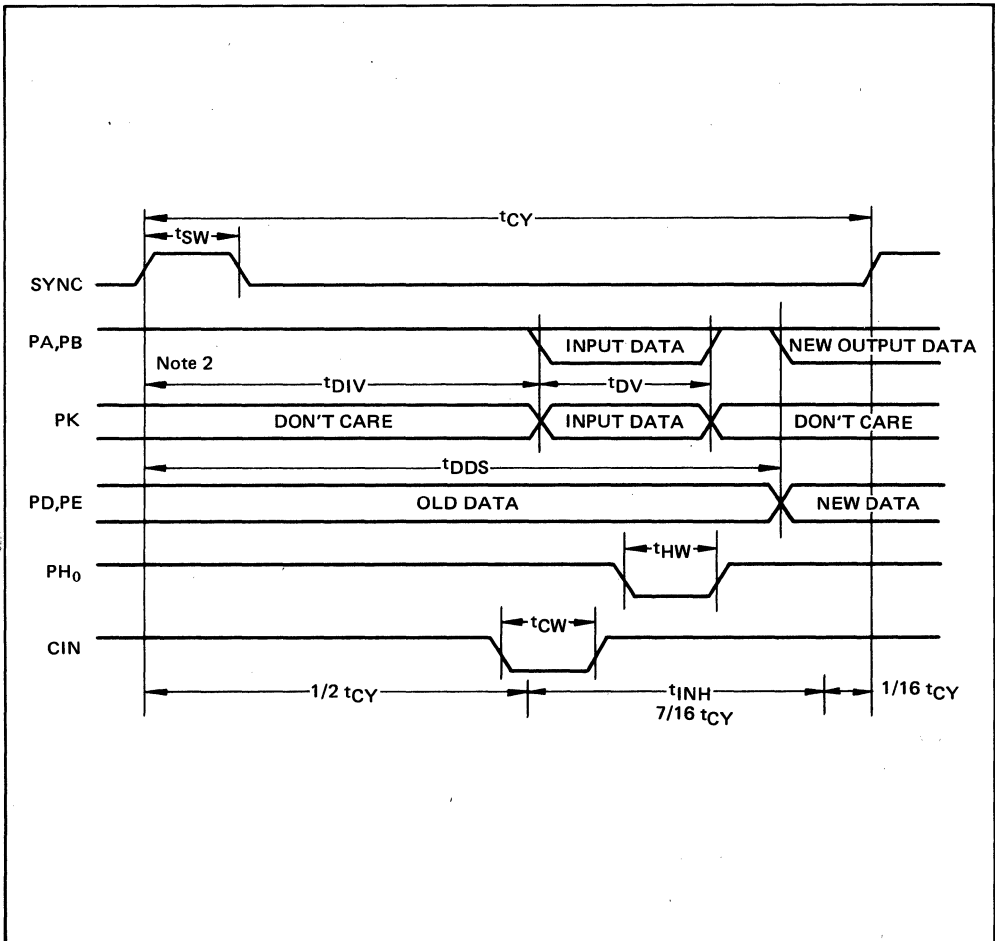 tCY
tSW
SYNC
PA,PB INPUT DATA NEW OUTPUT DATA
Note 2
tDIV tDV
PK DON'T CARE INPUT DATA DON'T CARE
tDDS
PD,PE OLD DATA NEW DATA
tHW
PH0
tCW
CIN
1/2 tCY tINH 1/16 tCY
7/16 tCY